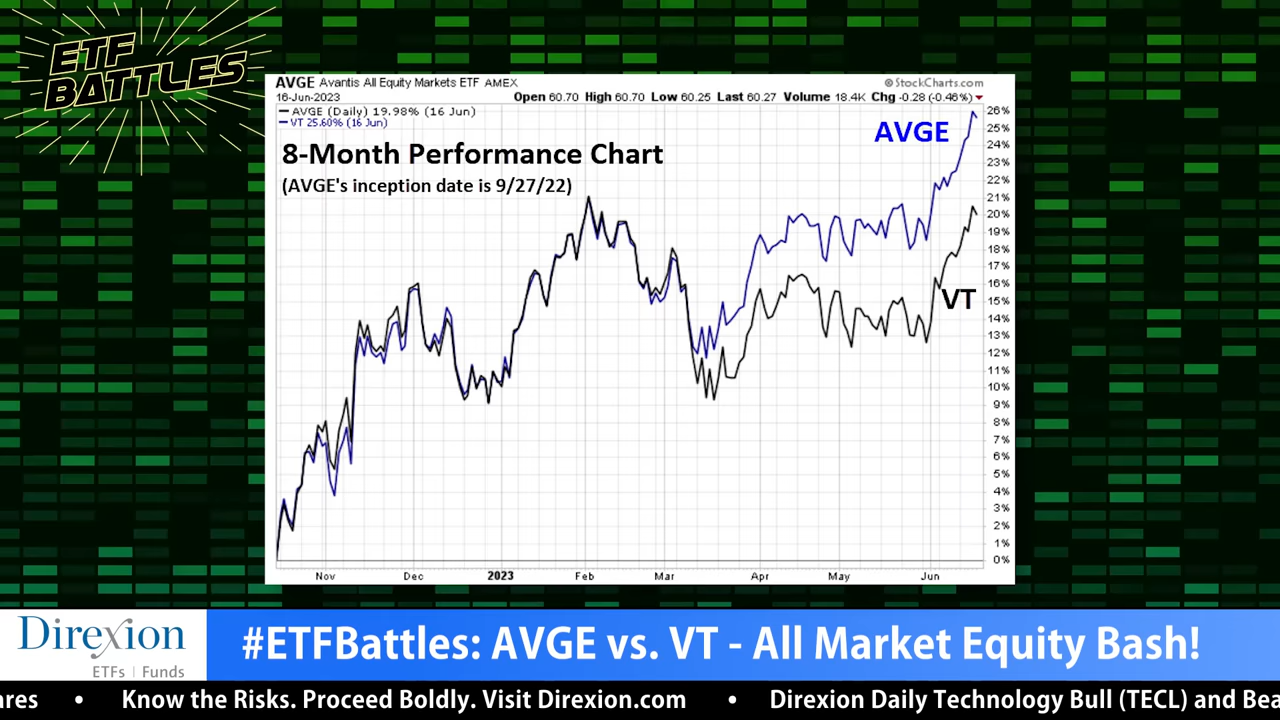 ETF
BATTLES
AVGE Avantis All Equity Markets ETF AMEX
© StockCharts.com
16-Jun-2023
Open 60.70 High 60.70 Low 60.25 Last 60.27 Volume 18.4K Chg -0.28 (-0.46%)
AVGE (Daily) 19.98% (16 Jun)
VT 25.60% (16 Jun)
8-Month Performance Chart
(AVGE's inception date is 9/27/22)
AVGE
VT
26%
25%
24%
23%
22%
21%
20%
19%
18%
17%
16%
15%
14%
13%
12%
11%
10%
9%
8%
7%
6%
5%
4%
3%
2%
1%
0%
Nov Dec 2023 Feb Mar Apr May Jun
Direxion
ETFs | Funds
#ETFBattles: AVGE vs. VT - All Market Equity Bash!
ares • Know the Risks. Proceed Boldly. Visit Direxion.com • Direxion Daily Technology Bull (TECL) and Bea